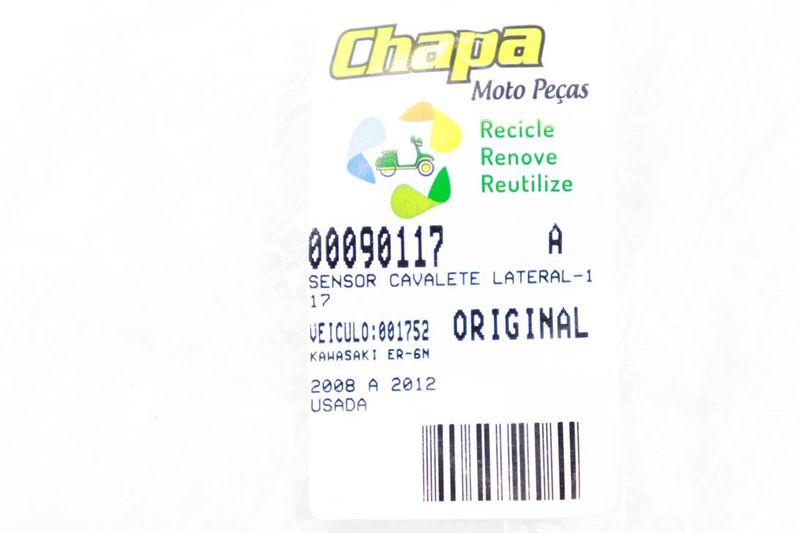 Chapa
Moto Peças
Recicle
Renove
Reutilize
00090117 A
SENSOR CAVALETE LATERAL-1
17
VEICULO:001752 ORIGINAL
KAWASAKI ER-6N
2008 A 2012
USADA